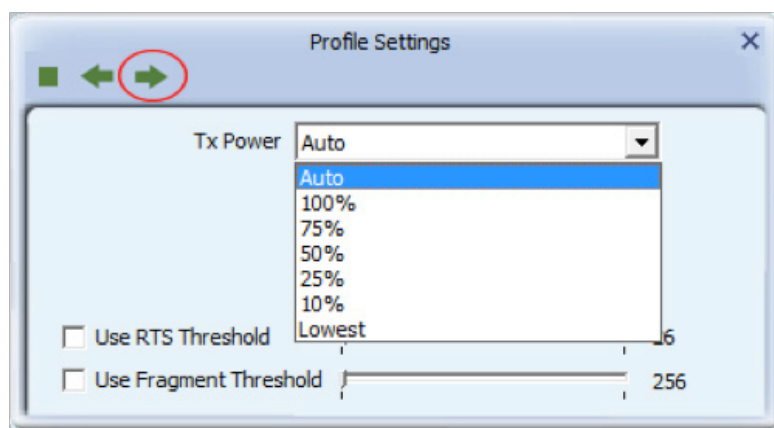 Profile Settings
Tx Power Auto
Auto
100%
75%
50%
25%
10%
Lowest
Use RTS Threshold
Use Fragment Threshold 256